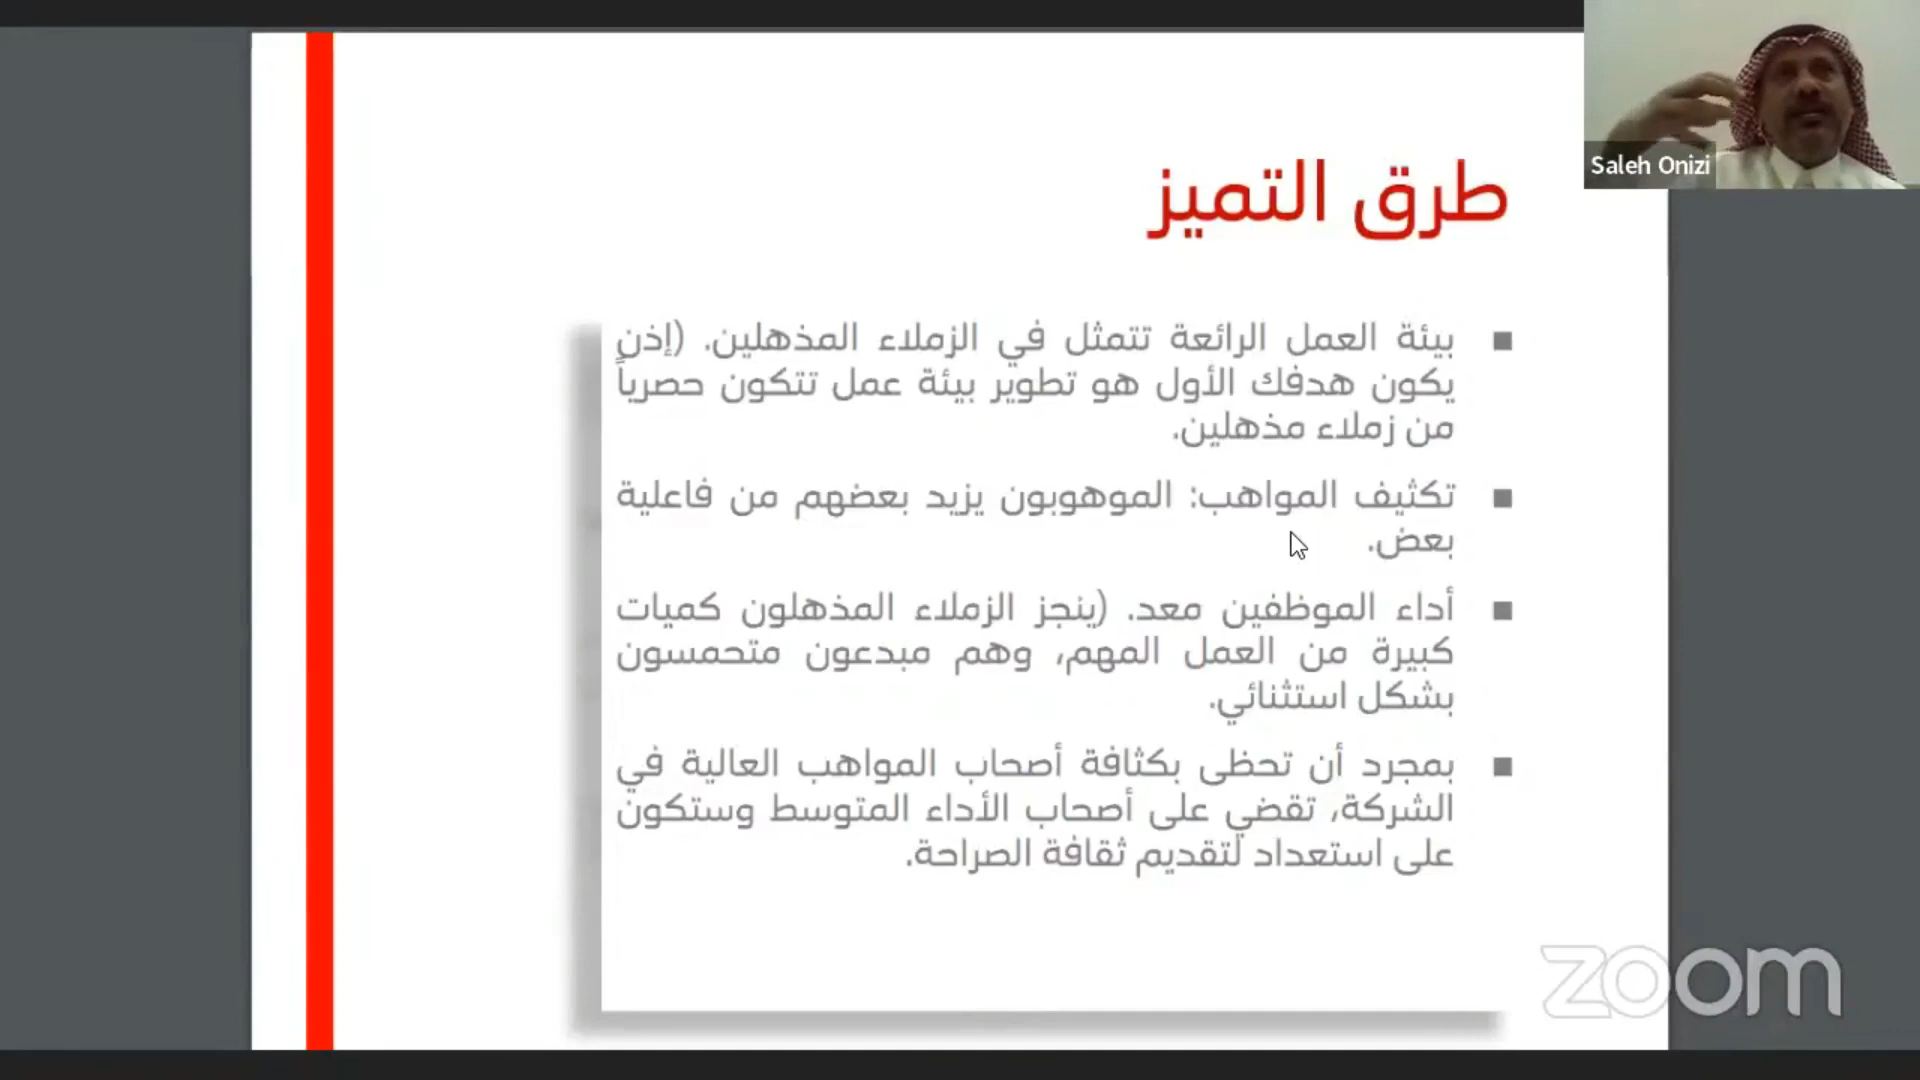 Saleh Onizi
طرق التميز
■ بيئة العمل الرائعة تتمثل في الزملاء المذهلين. (إذن
يكون هدفك الأول هو تطوير بيئة عمل تتكون حصرياً
من زملاء مذهلين.
■ تكثيف المواهب: الموهوبون يزيد بعضهم من فاعلية
بعض.
■ أداء الموظفين معد. (ينجز الزملاء المذهلون كميات
كبيرة من العمل المهم، وهم مبدعون متحمسون
بشكل استثنائي.
■ بمجرد أن تحظى بكثافة أصحاب المواهب العالية في
الشركة، تقضي على أصحاب الأداء المتوسط وستكون
على استعداد لتقديم ثقافة الصراحة.
zoom